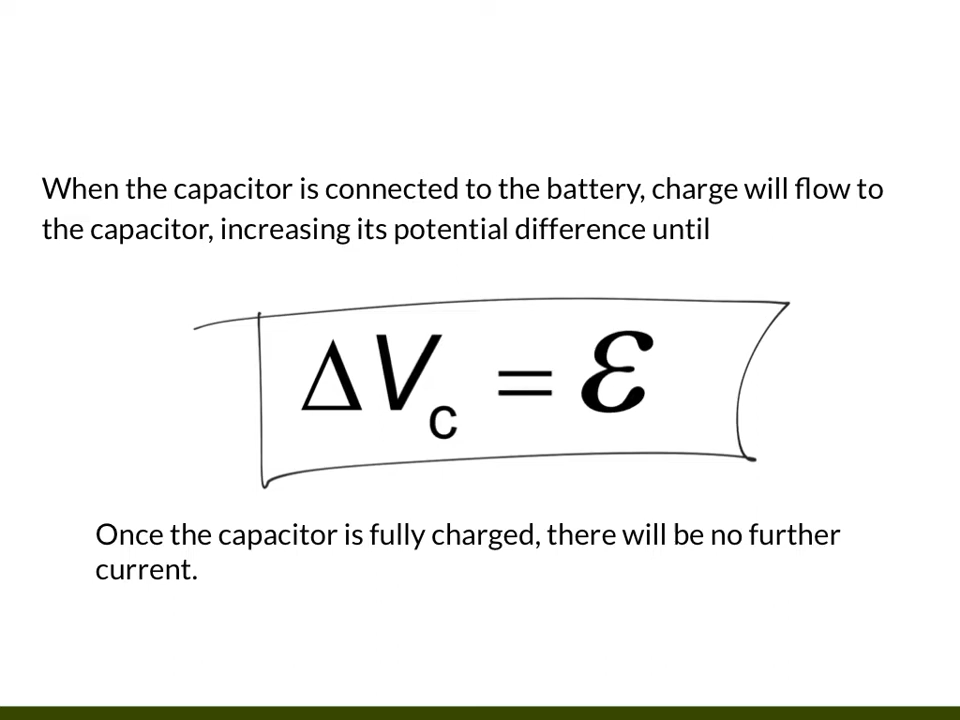 When the capacitor is connected to the battery, charge will flow to
the capacitor, increasing its potential difference until
ΔV_c = ℰ
Once the capacitor is fully charged, there will be no further
current.